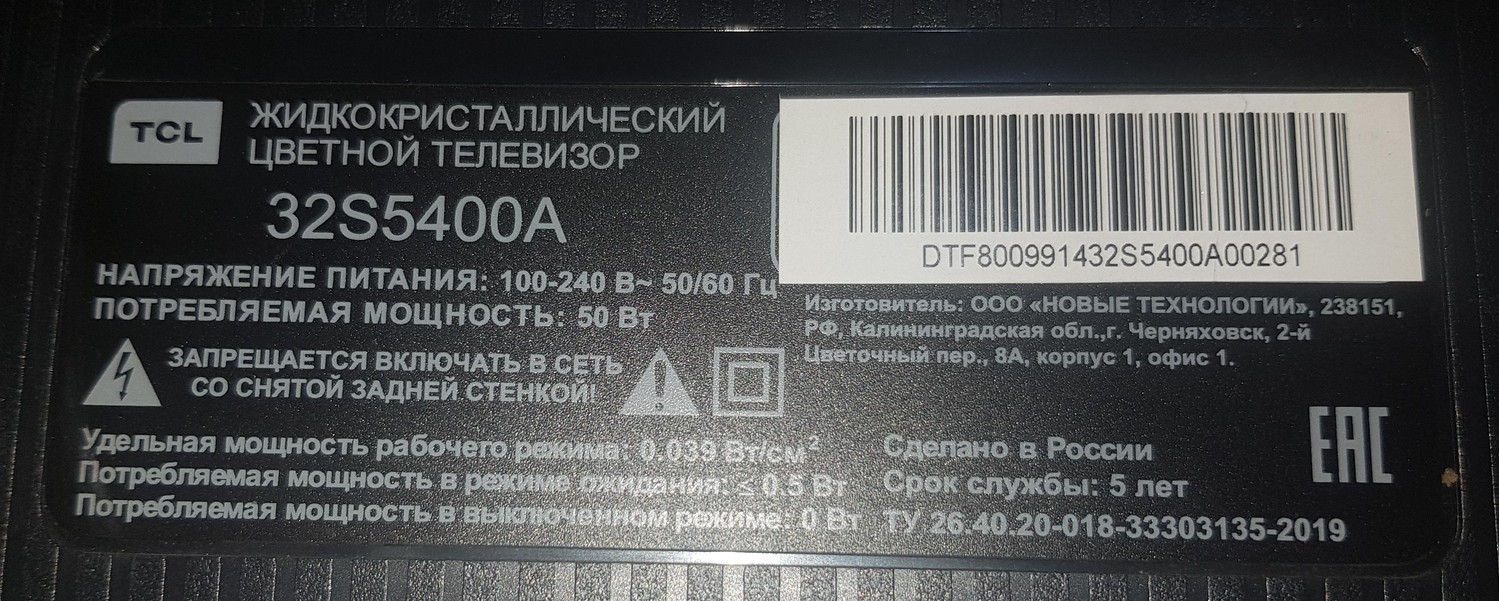 TCL
ЖИДКОКРИСТАЛЛИЧЕСКИЙ
ЦВЕТНОЙ ТЕЛЕВИЗОР
32S5400A
НАПРЯЖЕНИЕ ПИТАНИЯ: 100-240 В~ 50/60 Гц
ПОТРЕБЛЯЕМАЯ МОЩНОСТЬ: 50 Вт
ЗАПРЕЩАЕТСЯ ВКЛЮЧАТЬ В СЕТЬ
СО СНЯТОЙ ЗАДНЕЙ СТЕНКОЙ!
Удельная мощность рабочего режима: 0.039 Вт/см²
Потребляемая мощность в режиме ожидания: ≤ 0.5 Вт
Потребляемая мощность в выключенном режиме: 0 Вт
DTF800991432S5400A00281
Изготовитель: ООО «НОВЫЕ ТЕХНОЛОГИИ», 238151,
РФ, Калининградская обл.,г. Черняховск, 2-й
Цветочный пер., 8А, корпус 1, офис 1.
Сделано в России
Срок службы: 5 лет
ТУ 26.40.20-018-33303135-2019
EAC